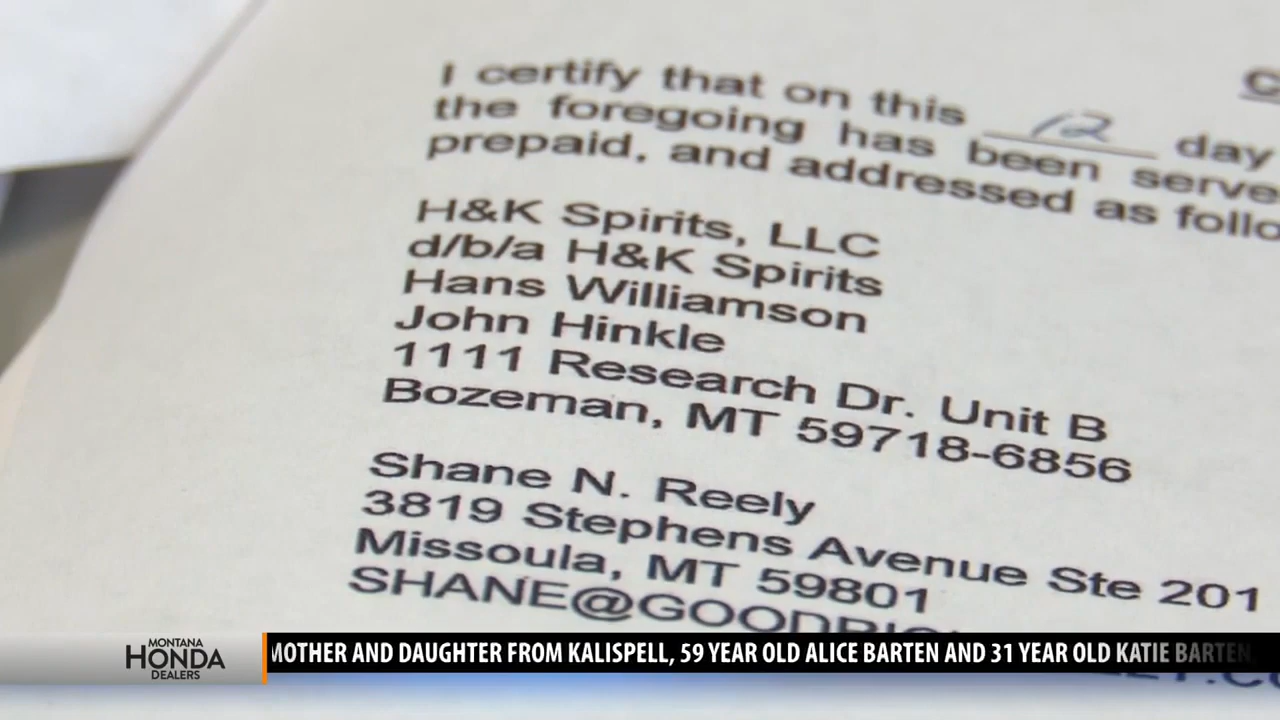 I certify that on this 12 day
the foregoing has been serve
prepaid, and addressed as follo
H&K Spirits, LLC
d/b/a H&K Spirits
Hans Williamson
John Hinkle
1111 Research Dr. Unit B
Bozeman, MT 59718-6856
Shane N. Reely
3819 Stephens Avenue Ste 201
Missoula, MT 59801
SHANE@GOODRI
MONTANA
HONDA
DEALERS
MOTHER AND DAUGHTER FROM KALISPELL, 59 YEAR OLD ALICE BARTEN AND 31 YEAR OLD KATIE BARTEN,